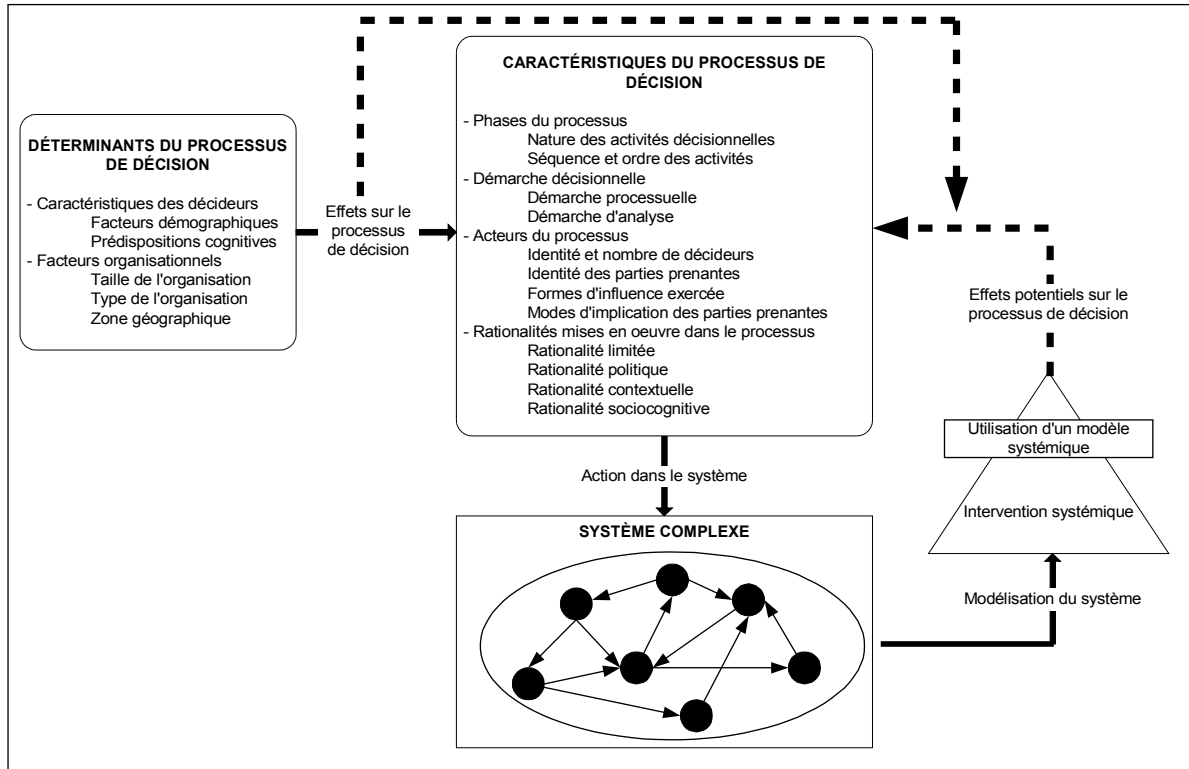 DÉTERMINANTS DU PROCESSUS
DE DÉCISION
- Caractéristiques des décideurs
Facteurs démographiques
Prédispositions cognitives
- Facteurs organisationnels
Taille de l'organisation
Type de l'organisation
Zone géographique
Effets sur le
processus
de décision
CARACTÉRISTIQUES DU PROCESSUS DE
DÉCISION
- Phases du processus
Nature des activités décisionnelles
Séquence et ordre des activités
- Démarche décisionnelle
Démarche processuelle
Démarche d'analyse
- Acteurs du processus
Identité et nombre de décideurs
Identité des parties prenantes
Formes d'influence exercée
Modes d'implication des parties prenantes
- Rationalités mises en oeuvre dans le processus
Rationalité limitée
Rationalité politique
Rationalité contextuelle
Rationalité sociocognitive
Action dans le système
SYSTÈME COMPLEXE
Effets potentiels sur le
processus de décision
Utilisation d'un modèle
systémique
Intervention systémique
Modélisation du système